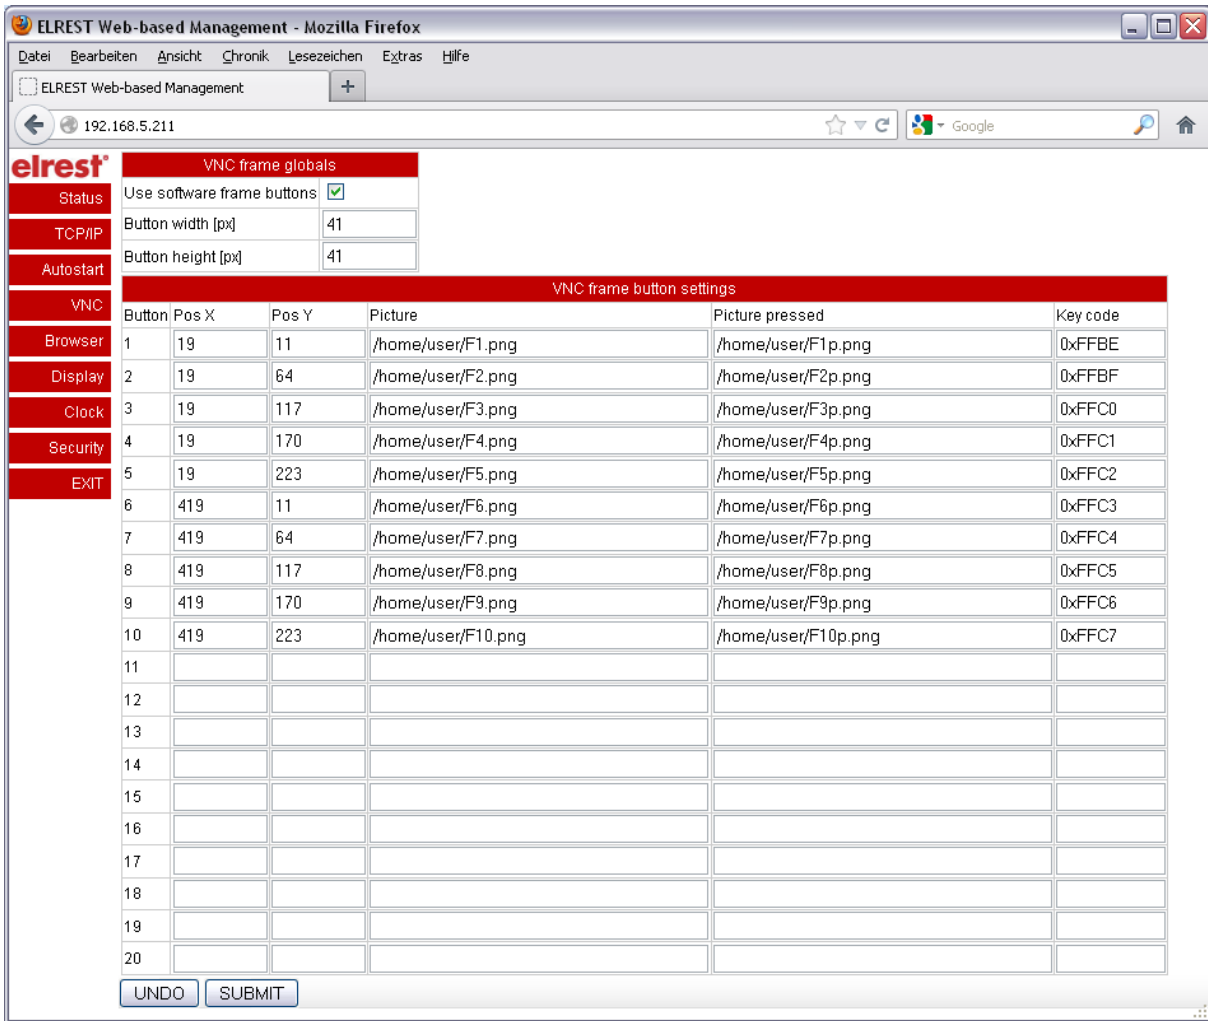 ELREST Web-based Management - Mozilla Firefox
Datei Bearbeiten Ansicht Chronik Lesezeichen Extras Hilfe
ELREST Web-based Management +
192.168.5.211 Google
elrest
Status
TCP/IP
Autostart
VNC
Browser
Display
Clock
Security
EXIT
VNC frame globals
Use software frame buttons
Button width [px] 41
Button height [px] 41
VNC frame button settings
Button Pos X Pos Y Picture Picture pressed Key code
1 19 11 /home/user/F1.png /home/user/F1p.png 0xFFBE
2 19 64 /home/user/F2.png /home/user/F2p.png 0xFFBF
3 19 117 /home/user/F3.png /home/user/F3p.png 0xFFC0
4 19 170 /home/user/F4.png /home/user/F4p.png 0xFFC1
5 19 223 /home/user/F5.png /home/user/F5p.png 0xFFC2
6 419 11 /home/user/F6.png /home/user/F6p.png 0xFFC3
7 419 64 /home/user/F7.png /home/user/F7p.png 0xFFC4
8 419 117 /home/user/F8.png /home/user/F8p.png 0xFFC5
9 419 170 /home/user/F9.png /home/user/F9p.png 0xFFC6
10 419 223 /home/user/F10.png /home/user/F10p.png 0xFFC7
11
12
13
14
15
16
17
18
19
20
UNDO SUBMIT